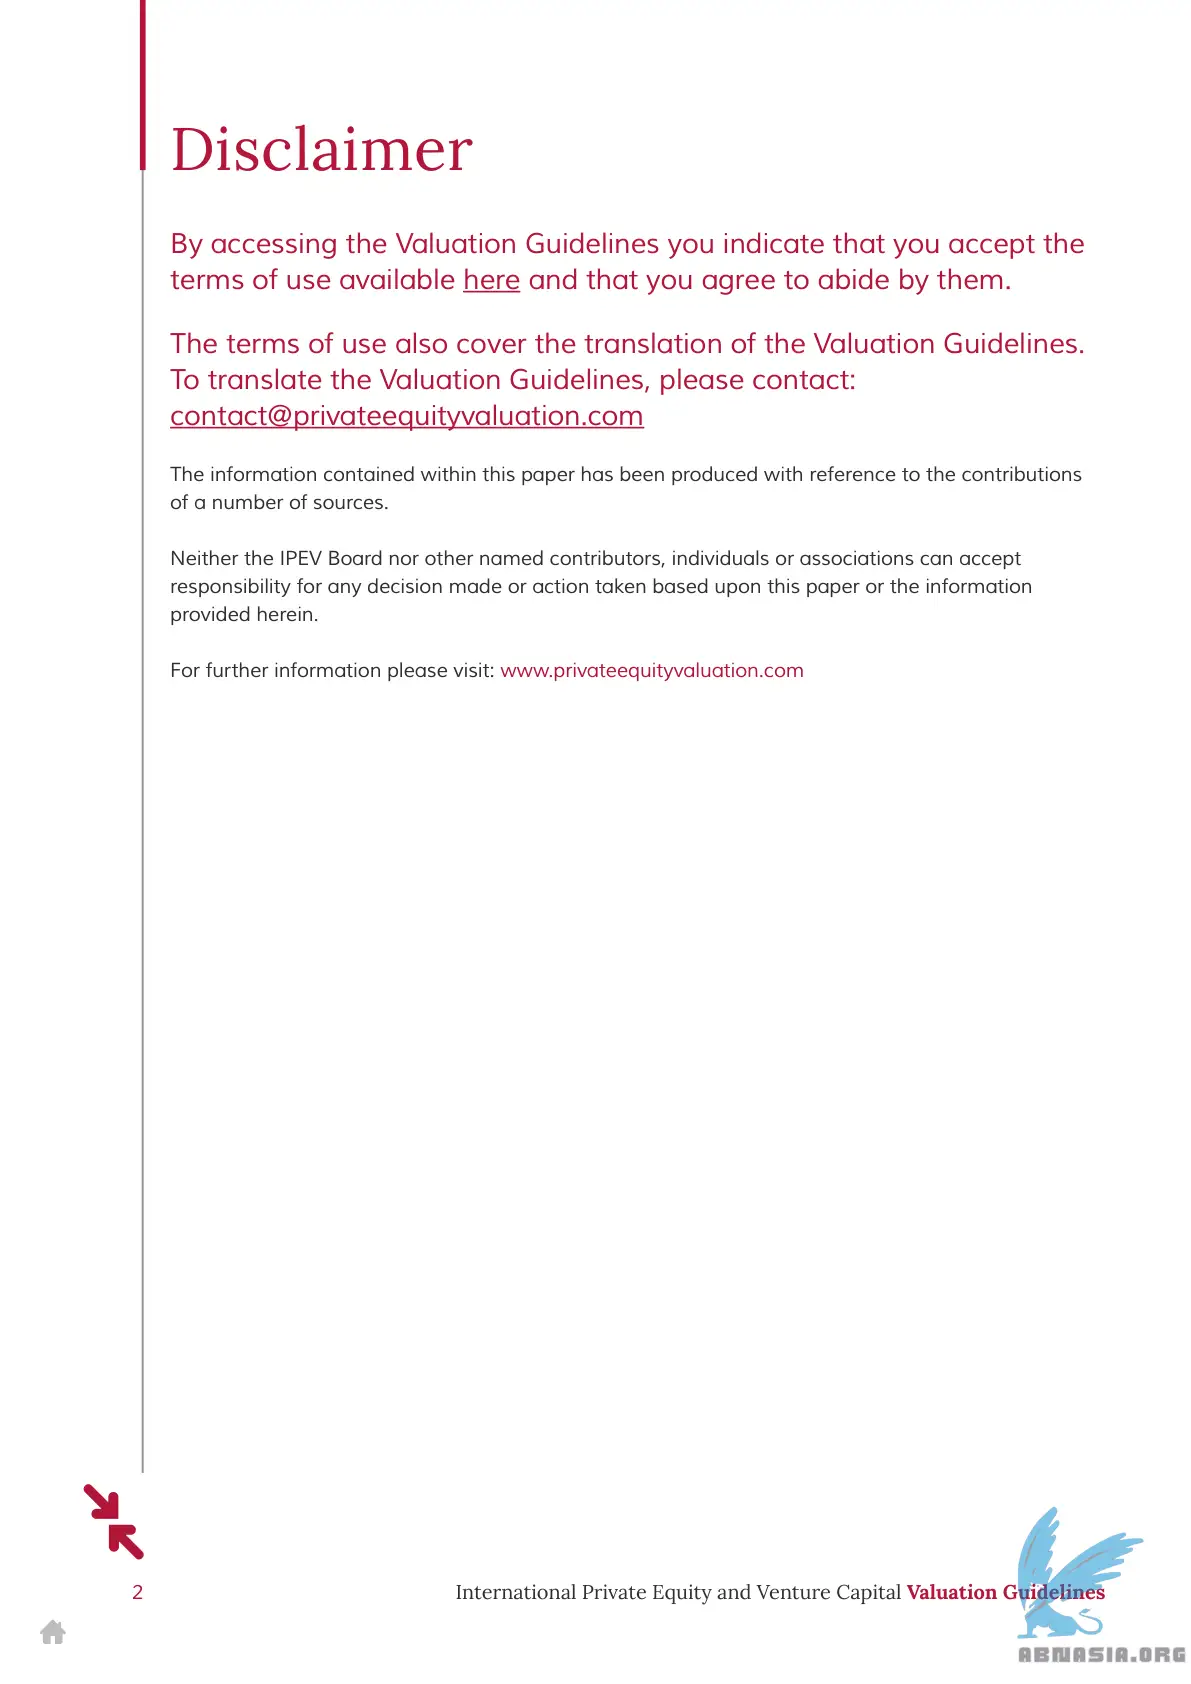 Disclaimer
By accessing the Valuation Guidelines you indicate that you accept the
terms of use available here and that you agree to abide by them.
The terms of use also cover the translation of the Valuation Guidelines.
To translate the Valuation Guidelines, please contact:
contact@privateequityvaluation.com
The information contained within this paper has been produced with reference to the contributions
of a number of sources.
Neither the IPEV Board nor other named contributors, individuals or associations can accept
responsibility for any decision made or action taken based upon this paper or the information
provided herein.
For further information please visit: www.privateequityvaluation.com
2
International Private Equity and Venture Capital Valuation Guidelines
ABNASIA.ORG